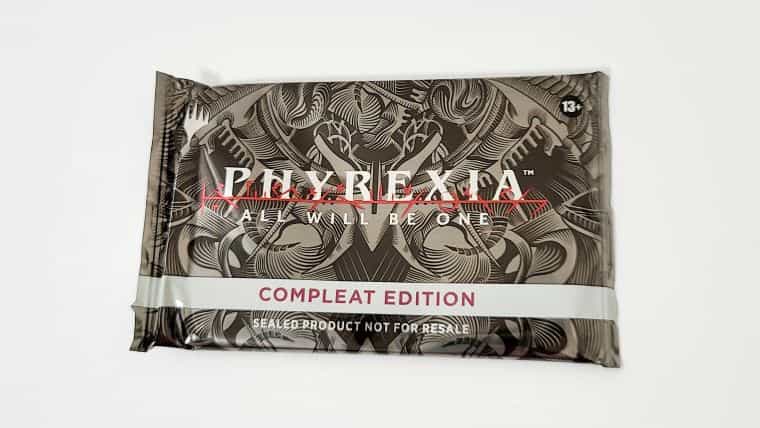 13+
PHYREXIA™
ALL WILL BE ONE
COMPLEAT EDITION
SEALED PRODUCT NOT FOR RESALE